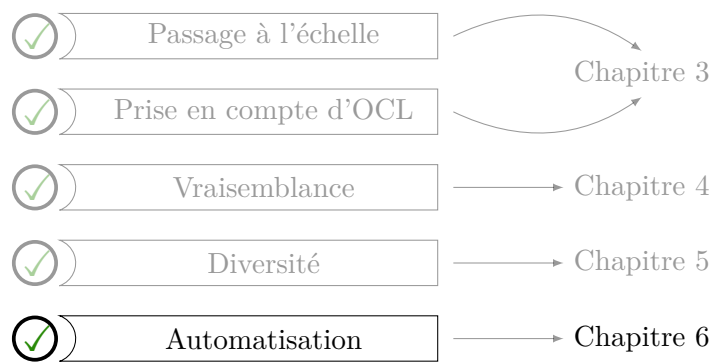 Passage à l'échelle
Chapitre 3
Prise en compte d'OCL
Vraisemblance
Chapitre 4
Diversité
Chapitre 5
Automatisation
Chapitre 6